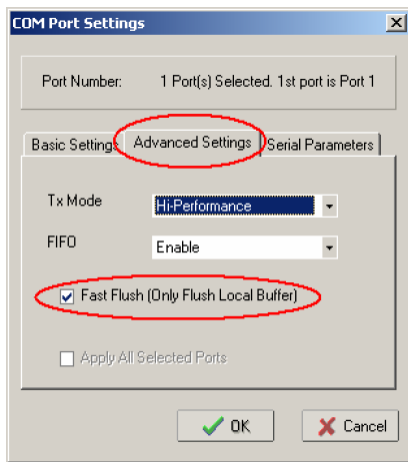 COM Port Settings
Port Number: 1 Port(s) Selected. 1st port is Port 1
Basic Settings Advanced Settings Serial Parameters
Tx Mode Hi-Performance
FIFO Enable
Fast Flush (Only Flush Local Buffer)
Apply All Selected Ports
OK Cancel